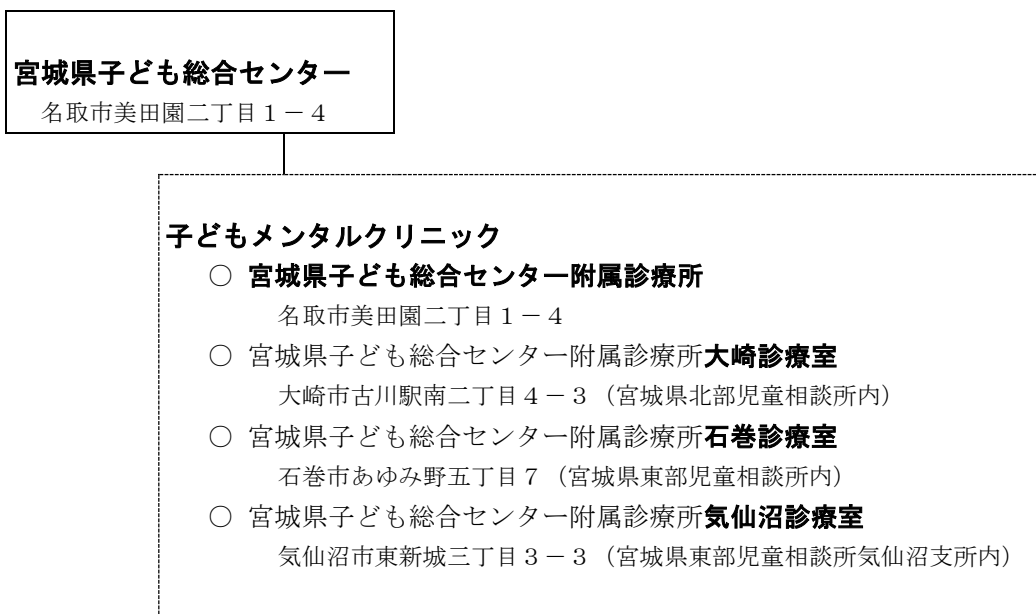 宮城県子ども総合センター
名取市美田園二丁目1-4
子どもメンタルクリニック
○ 宮城県子ども総合センター附属診療所
名取市美田園二丁目1-4
○ 宮城県子ども総合センター附属診療所大崎診療室
大崎市古川駅南二丁目4-3(宮城県北部児童相談所内)
○ 宮城県子ども総合センター附属診療所石巻診療室
石巻市あゆみ野五丁目7(宮城県東部児童相談所内)
○ 宮城県子ども総合センター附属診療所気仙沼診療室
気仙沼市東新城三丁目3-3(宮城県東部児童相談所気仙沼支所内)